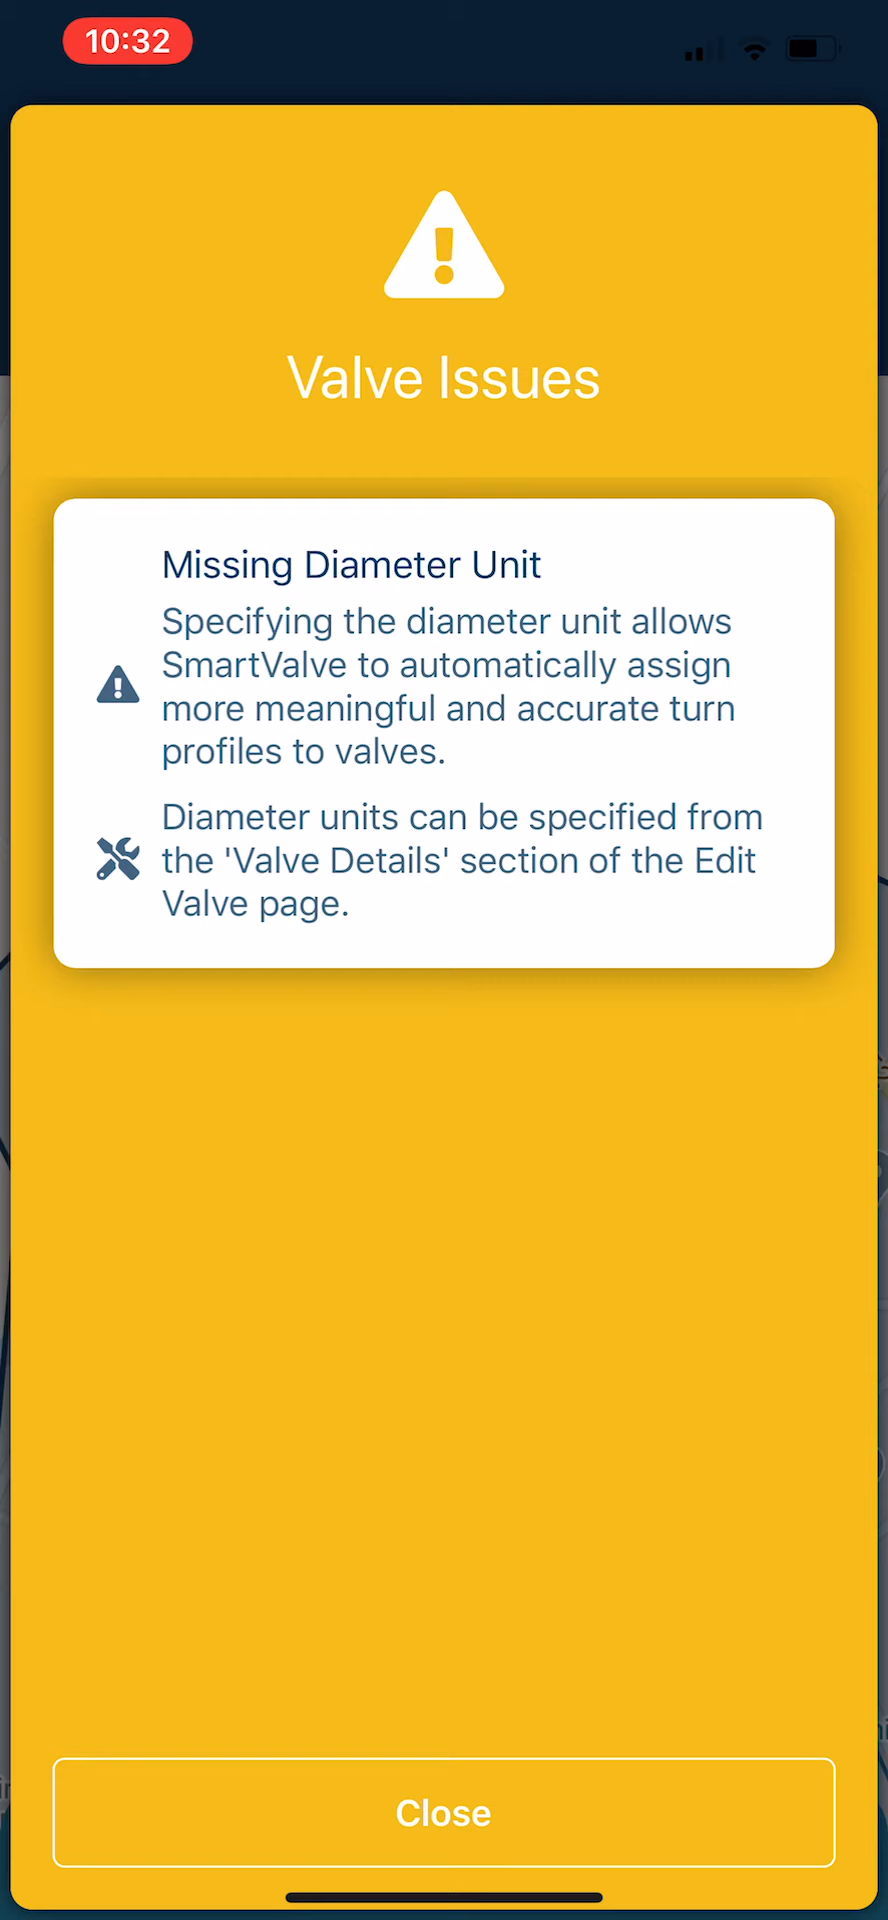 10:32
Valve Issues
Missing Diameter Unit
Specifying the diameter unit allows
SmartValve to automatically assign
more meaningful and accurate turn
profiles to valves.
Diameter units can be specified from
the 'Valve Details' section of the Edit
Valve page.
Close